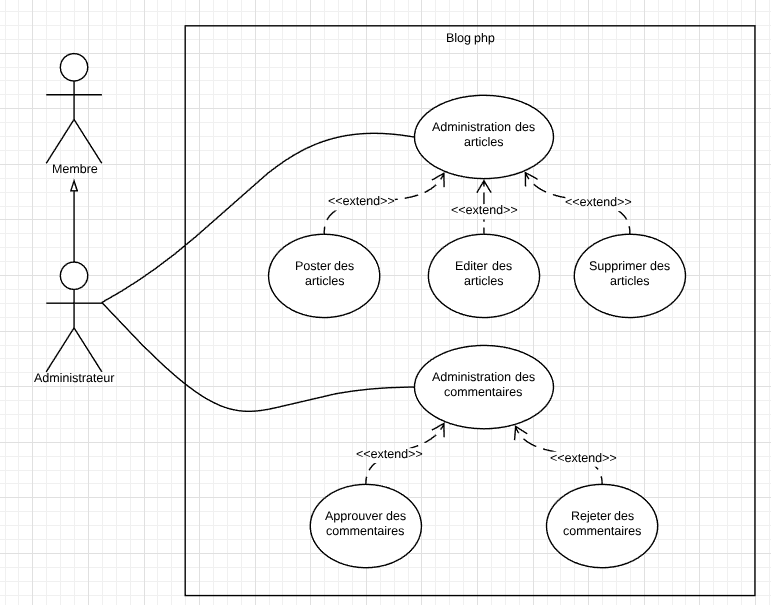 Blog php
Membre
Administrateur
Administration des
articles
<<extend>>
<<extend>>
<<extend>>
Poster des
articles
Editer des
articles
Supprimer des
articles
Administration des
commentaires
<<extend>>
<<extend>>
Approuver des
commentaires
Rejeter des
commentaires